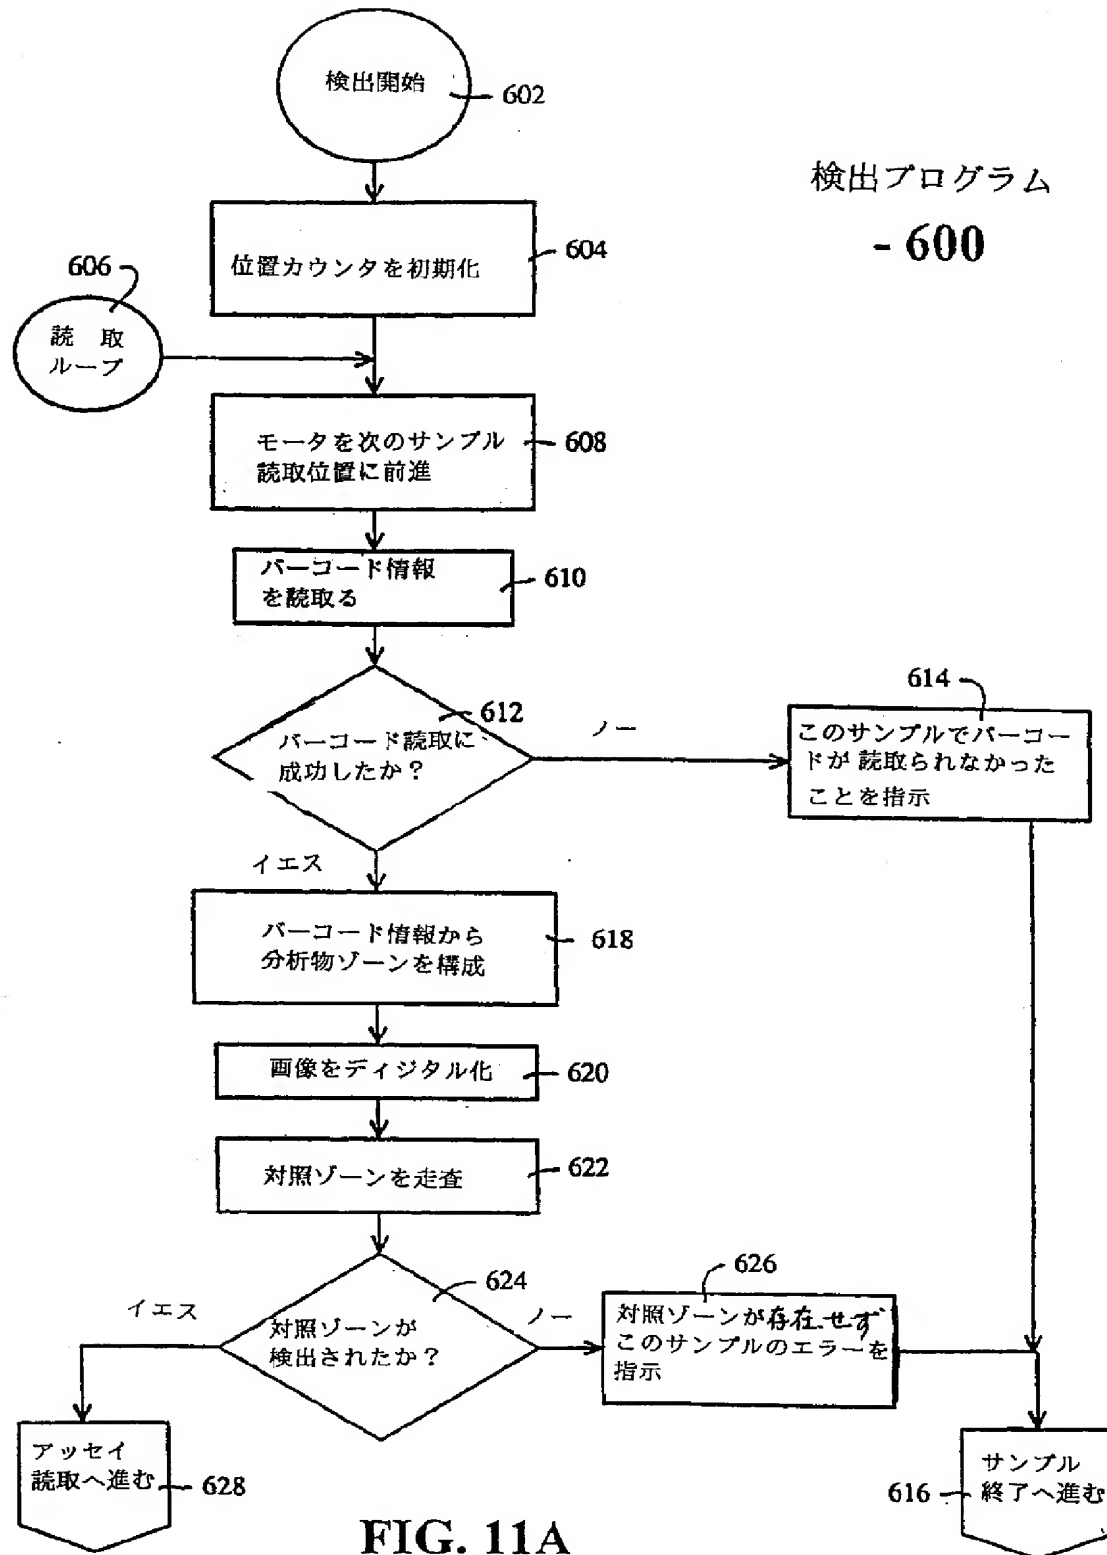 検出開始
602
検出プログラム
- 600
位置カウンタを初期化
604
606
読 取
ループ
モータを次のサンプル
読取位置に前進
608
バーコード情報
を読取る
610
612
バーコード読取に
成功したか？
ノー
614
このサンプルでバーコー
ドが 読取られなかった
ことを指示
イエス
バーコード情報から
分析物ゾーンを構成
618
画像をディジタル化
620
対照ゾーンを走査
622
624
対照ゾーンが
検出されたか？
イエス
ノー
626
対照ゾーンが存在せず
このサンプルのエラーを
指示
アッセイ
読取へ進む
628
616
サンプル
終了へ進む
FIG. 11A